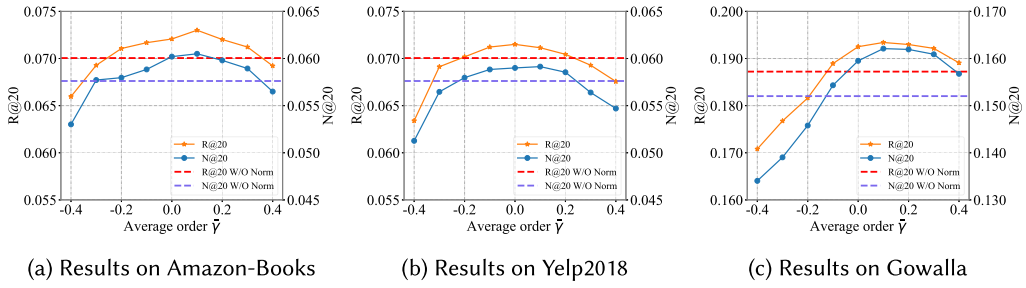 0.075
0.070
0.065
0.060
0.055
R@20
0.065
0.060
0.055
0.050
0.045
N@20
R@20
N@20
R@20 W/O Norm
N@20 W/O Norm
-0.4 -0.2 0.0 0.2 0.4
Average order γ̄
(a) Results on Amazon-Books
0.075
0.070
0.065
0.060
0.055
R@20
0.065
0.060
0.055
0.050
0.045
N@20
R@20
N@20
R@20 W/O Norm
N@20 W/O Norm
-0.4 -0.2 0.0 0.2 0.4
Average order γ̄
(b) Results on Yelp2018
0.200
0.190
0.180
0.170
0.160
R@20
0.170
0.160
0.150
0.140
0.130
N@20
R@20
N@20
R@20 W/O Norm
N@20 W/O Norm
-0.4 -0.2 0.0 0.2 0.4
Average order γ̄
(c) Results on Gowalla